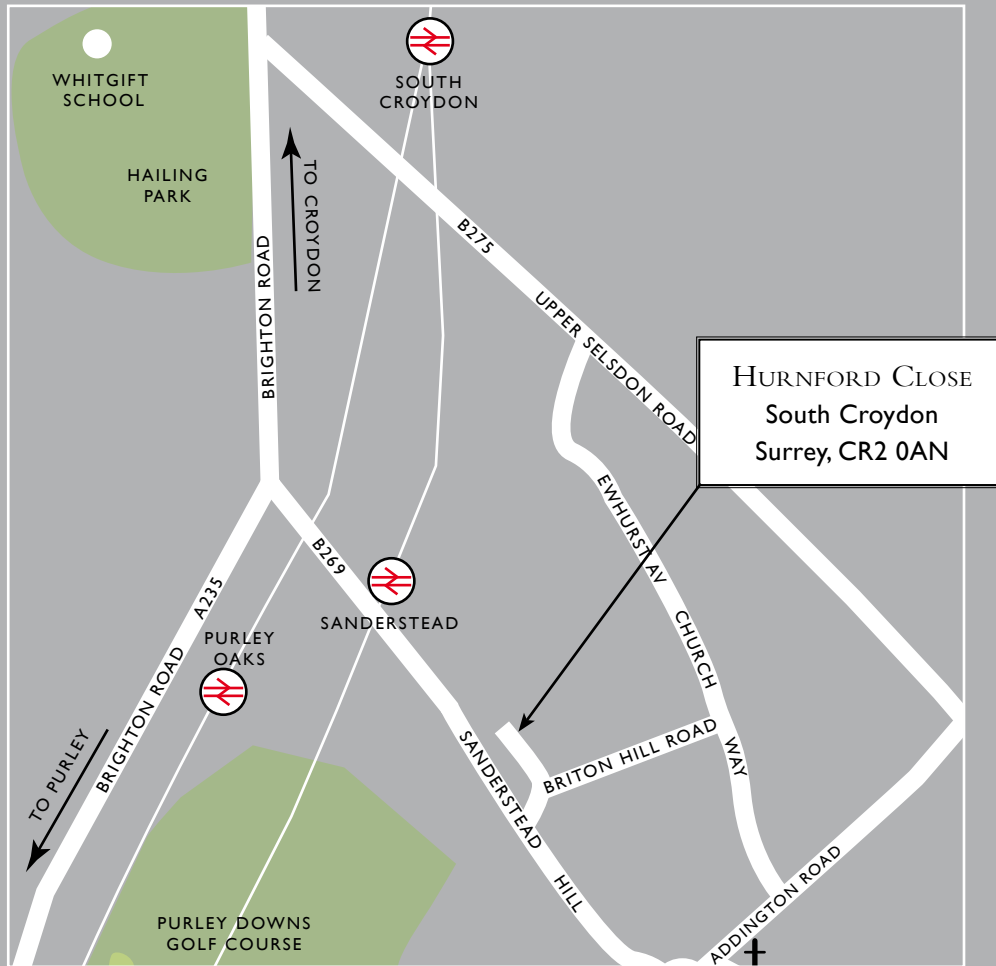 WHITGIFT
SCHOOL
SOUTH
CROYDON
HAILING
PARK
TO CROYDON
BRIGHTON ROAD
B275
UPPER SELSDON ROAD
HURNFORD CLOSE
South Croydon
Surrey, CR2 0AN
EWHURST AV
B269
SANDERSTEAD
A235
PURLEY
OAKS
BRIGHTON ROAD
TO PURLEY
CHURCH
WAY
BRITON HILL ROAD
SANDERSTEAD
HILL
ADDINGTON ROAD
PURLEY DOWNS
GOLF COURSE